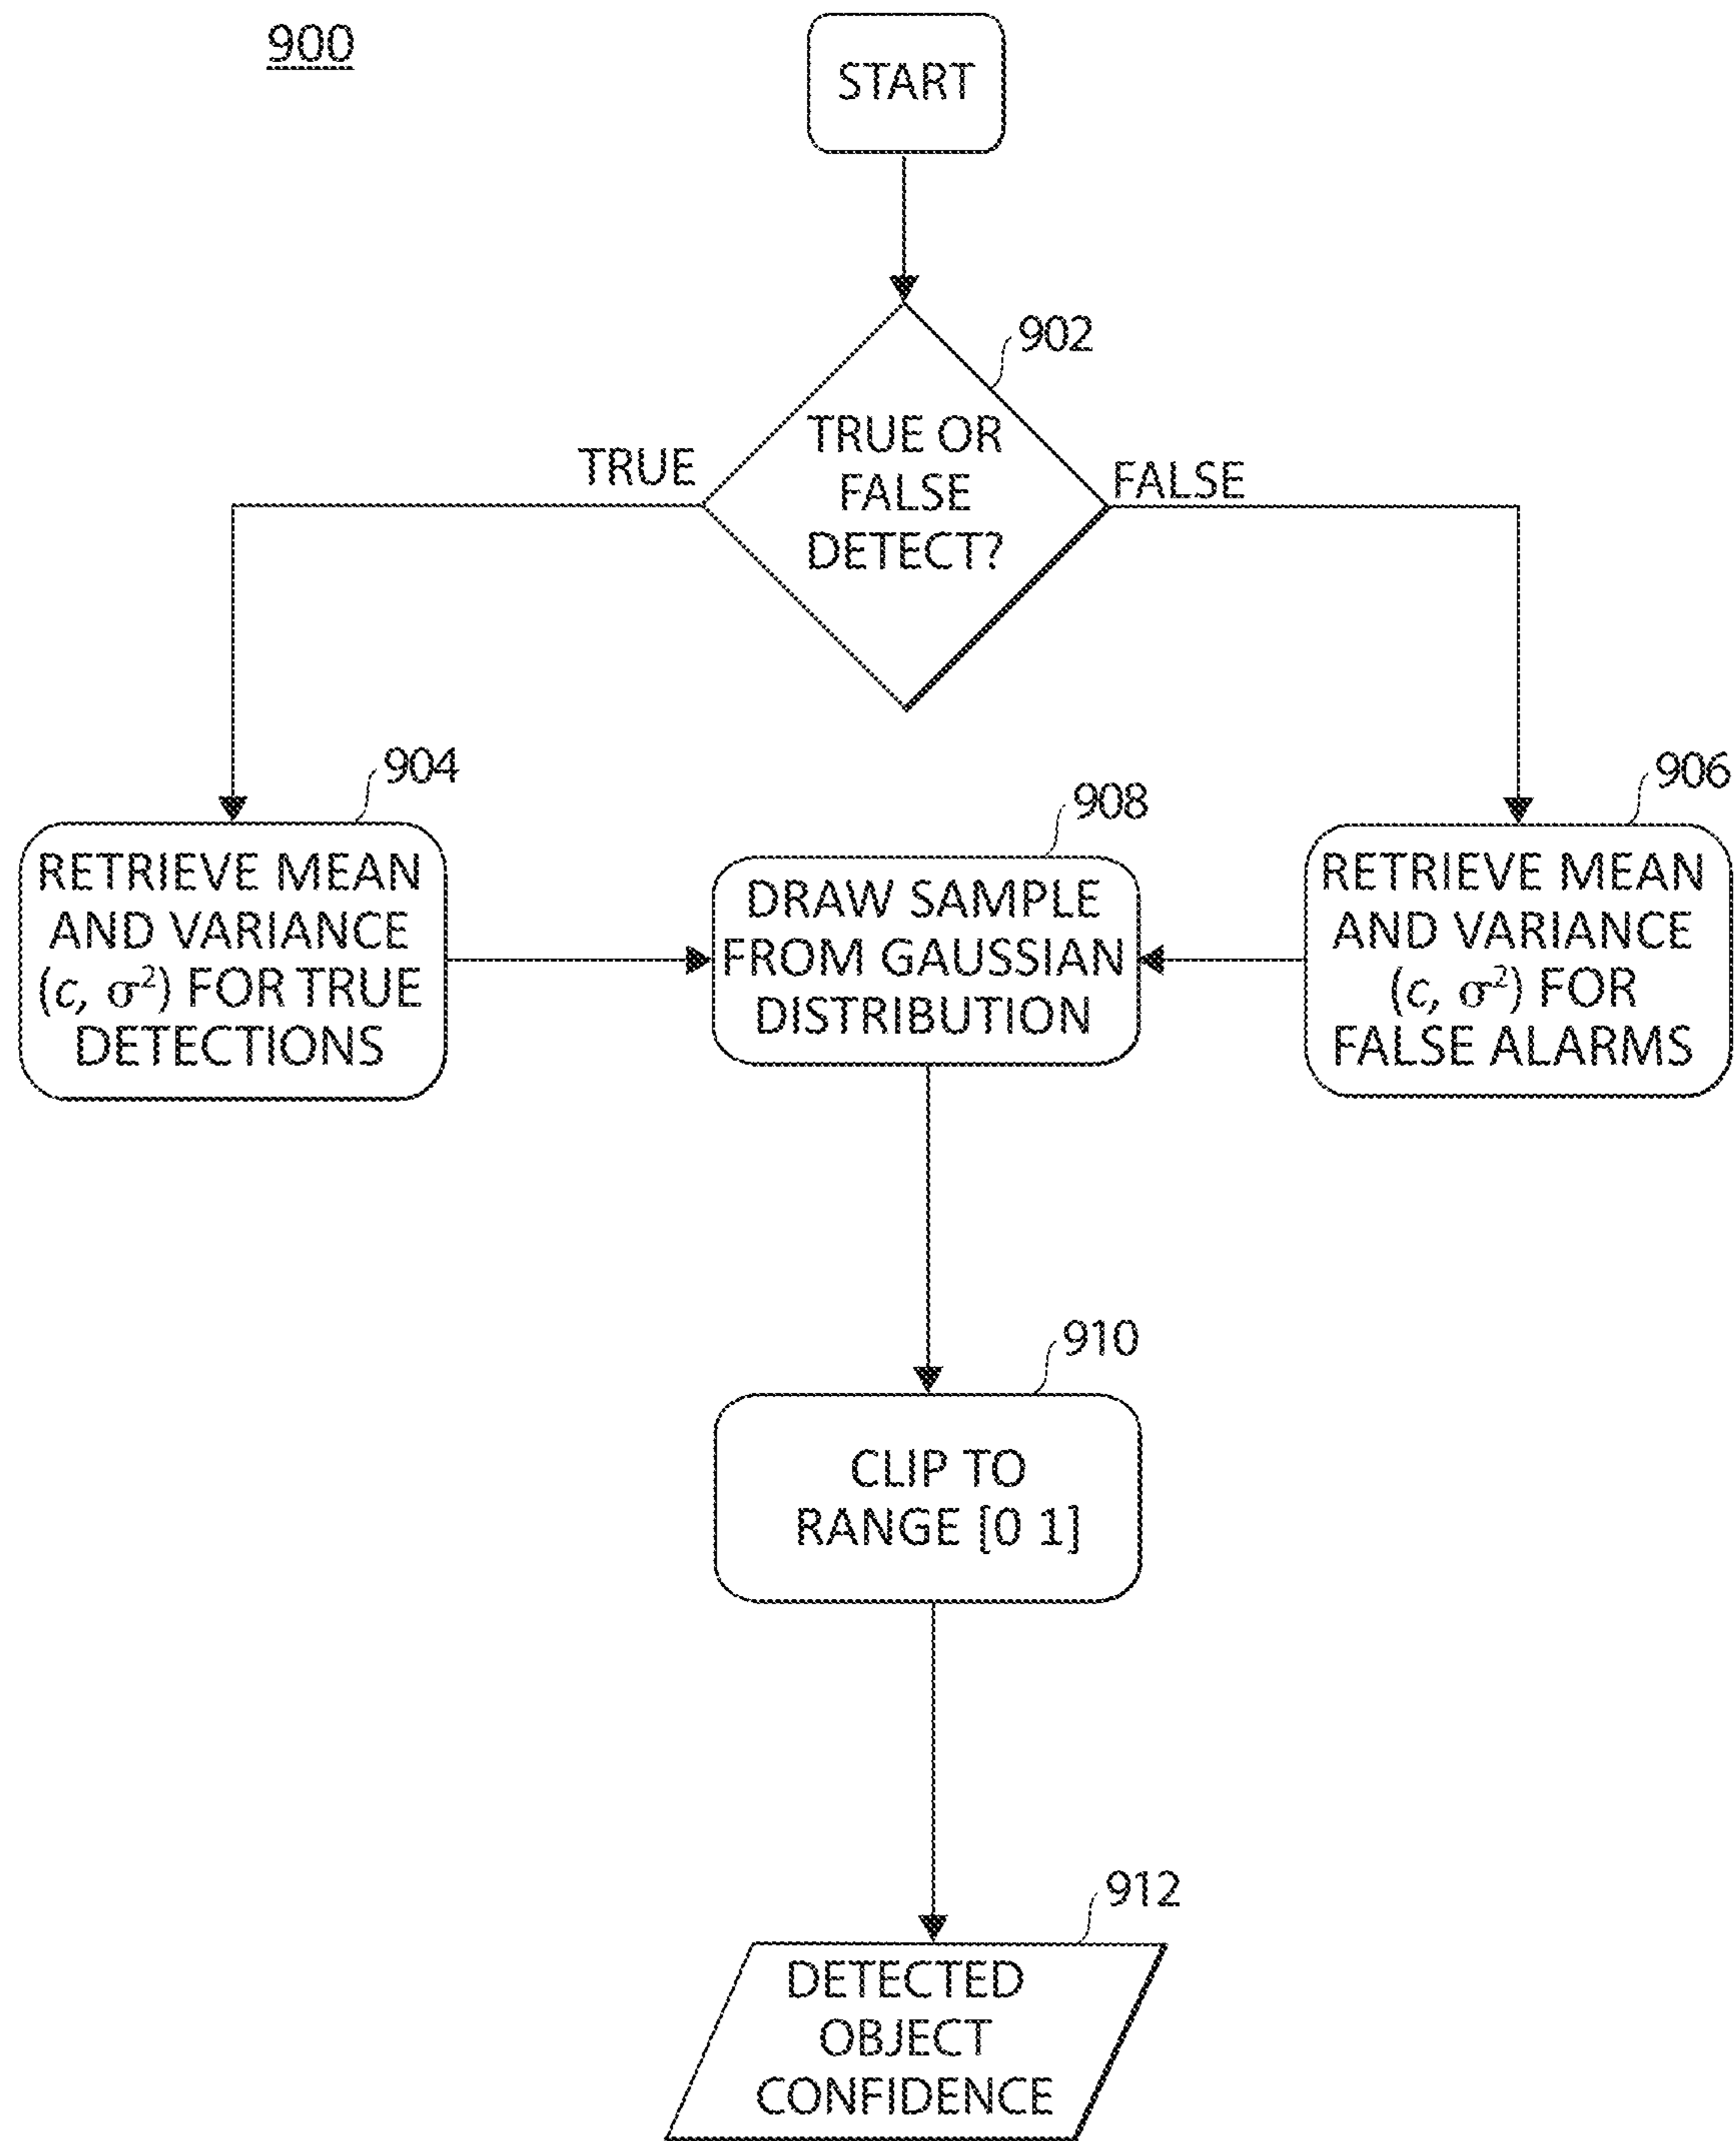 900
START
902
TRUE OR
FALSE
DETECT?
TRUE
FALSE
904
RETRIEVE MEAN
AND VARIANCE
(c, σ²) FOR TRUE
DETECTIONS
908
DRAW SAMPLE
FROM GAUSSIAN
DISTRIBUTION
906
RETRIEVE MEAN
AND VARIANCE
(c, σ²) FOR
FALSE ALARMS
910
CLIP TO
RANGE [0 1]
912
DETECTED
OBJECT
CONFIDENCE